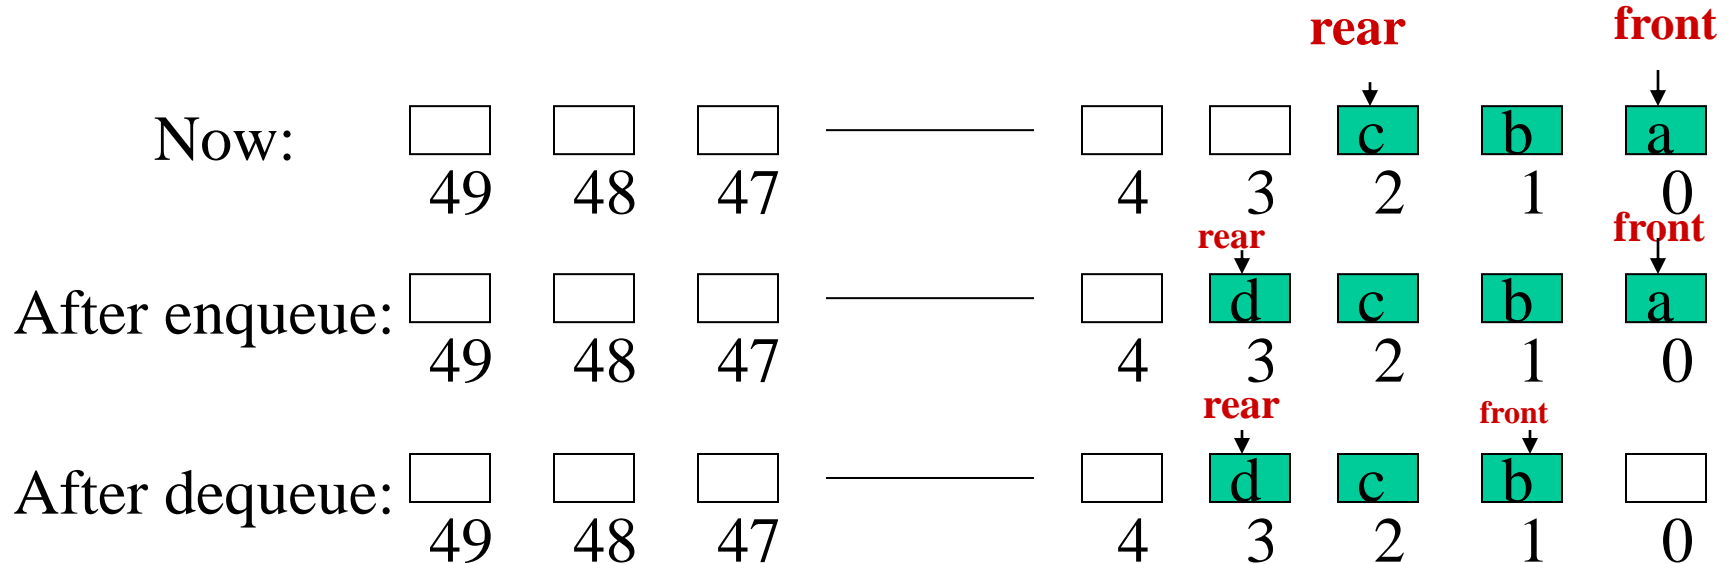 rear front
Now: c b a
49 48 47 4 3 2 1 0
rear front
After enqueue: d c b a
49 48 47 4 3 2 1 0
rear front
After dequeue: d c b
49 48 47 4 3 2 1 0